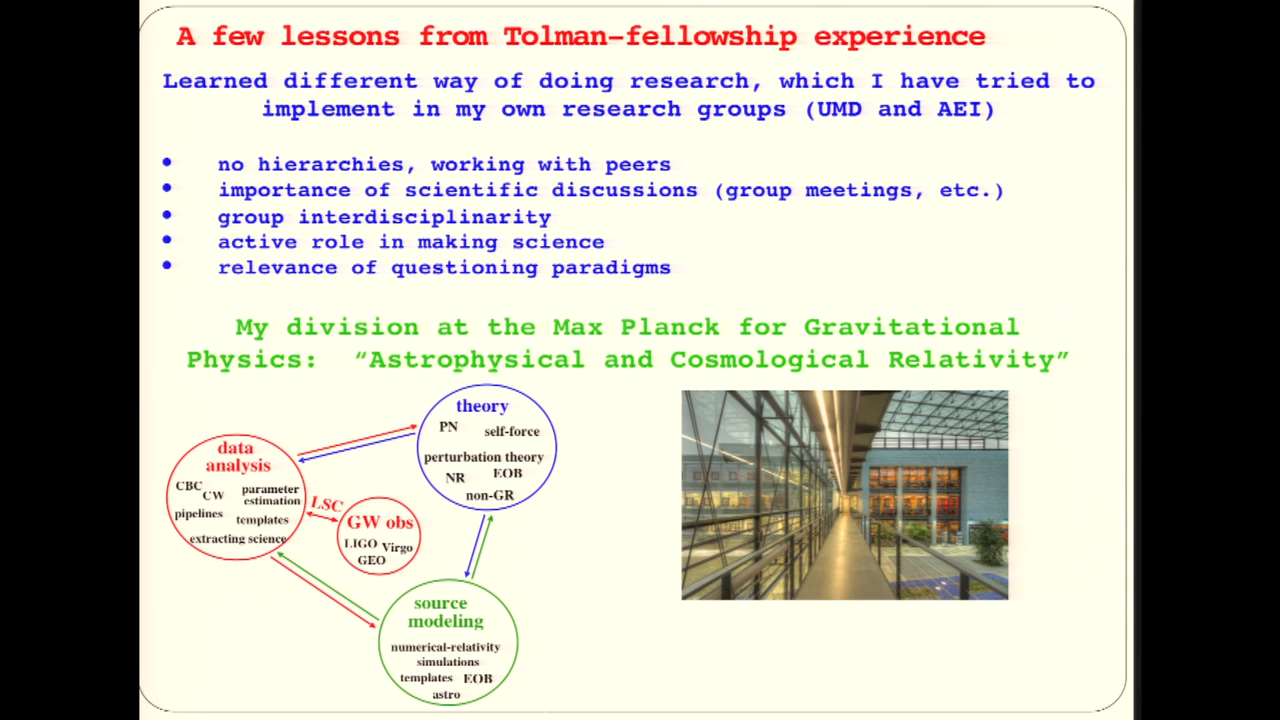 A few lessons from Tolman-fellowship experience
Learned different way of doing research, which I have tried to
implement in my own research groups (UMD and AEI)
• no hierarchies, working with peers
• importance of scientific discussions (group meetings, etc.)
• group interdisciplinarity
• active role in making science
• relevance of questioning paradigms
My division at the Max Planck for Gravitational
Physics: “Astrophysical and Cosmological Relativity”
theory
PN
self-force
perturbation theory
NR
EOB
non-GR
data
analysis
CBC
CW
parameter
estimation
pipelines
templates
extracting science
LSC
GW obs
LIGO Virgo
GEO
source
modeling
numerical-relativity
simulations
templates EOB
astro